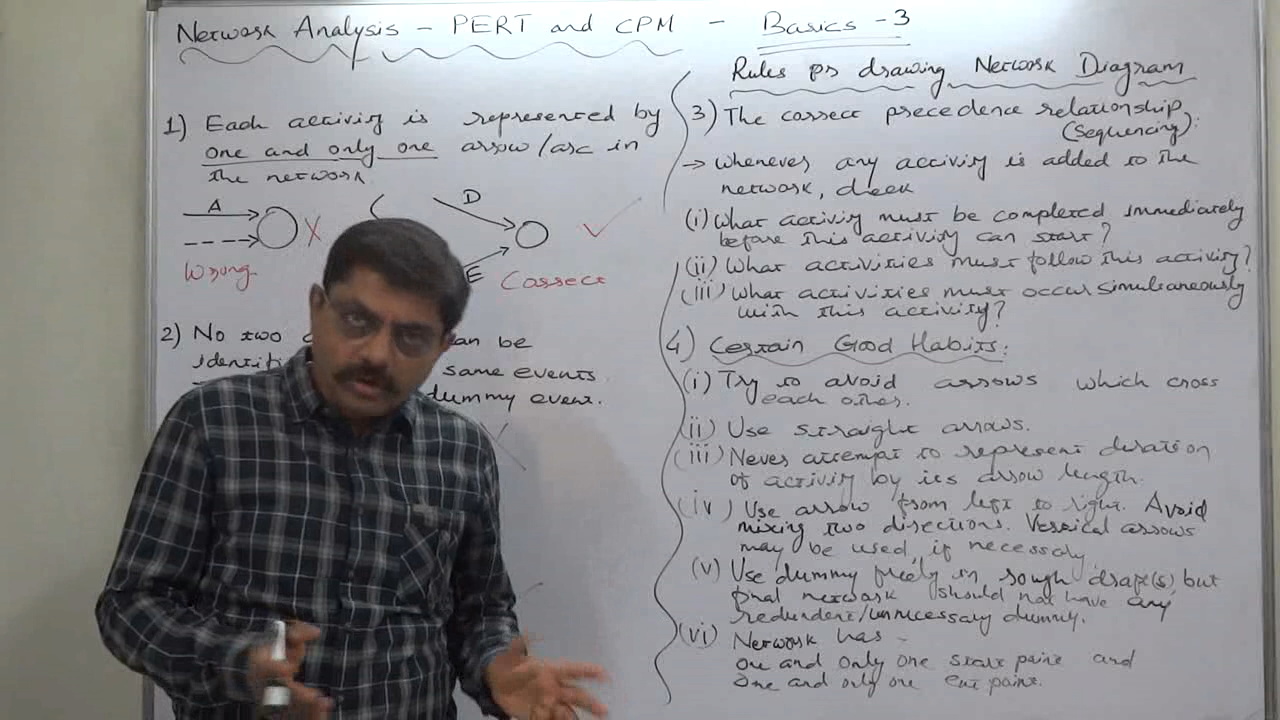 Network Analysis - PERT and CPM - Basics - 3
1) Each activity is represented by
one and only one arrow/arc in
the network
A
X
Wrong
D
E
Correct
2) No two can be
identifi same events.
dummy event.
Rules for drawing Network Diagram
3) The correct precedence relationship
(sequencing):
→ Whenever any activity is added to the
network, check
(i) What activity must be completed immediately
before this activity can start?
(ii) What activities must follow this activity?
(iii) What activities must occur simultaneously
with this activity?
4) Certain Good Habits:
(i) Try to avoid arrows which cross
each other.
(ii) Use straight arrows.
(iii) Never attempt to represent duration
of activity by its arrow length.
(iv) Use arrow from left to right. Avoid
mixing two directions. Vertical arrows
may be used, if necessary
(v) Use dummy freely in rough draft(s) but
final network should not have any
redundent/unnecessary dummy.
(vi) Network has -
one and only one start point and
one and only one end point.